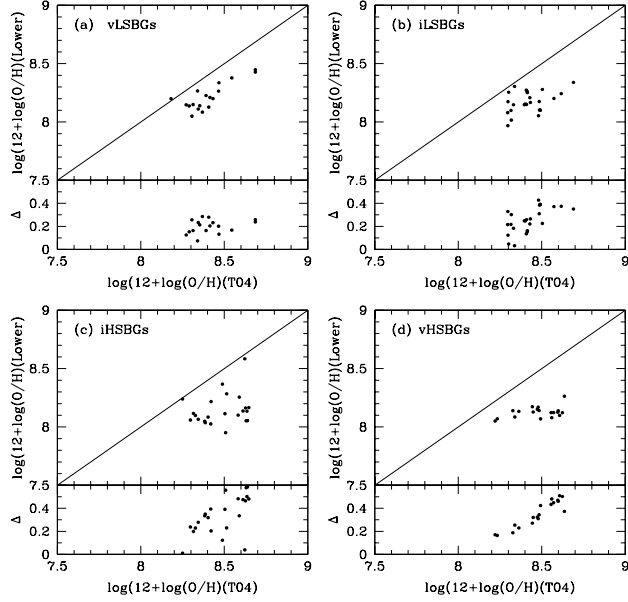 9
8.5
8
7.5
0.4
0.2
0
log(12+log(O/H)(Lower)
Δ
(a) vLSBGs
7.5 8 8.5 9
log(12+log(O/H)(T04)
9
8.5
8
7.5
0.4
0.2
0
log(12+log(O/H)(Lower)
Δ
(b) iLSBGs
7.5 8 8.5 9
log(12+log(O/H)(T04)
9
8.5
8
7.5
0.4
0.2
0
log(12+log(O/H)(Lower)
Δ
(c) iHSBGs
7.5 8 8.5 9
log(12+log(O/H)(T04)
9
8.5
8
7.5
0.4
0.2
0
log(12+log(O/H)(Lower)
Δ
(d) vHSBGs
7.5 8 8.5 9
log(12+log(O/H)(T04)